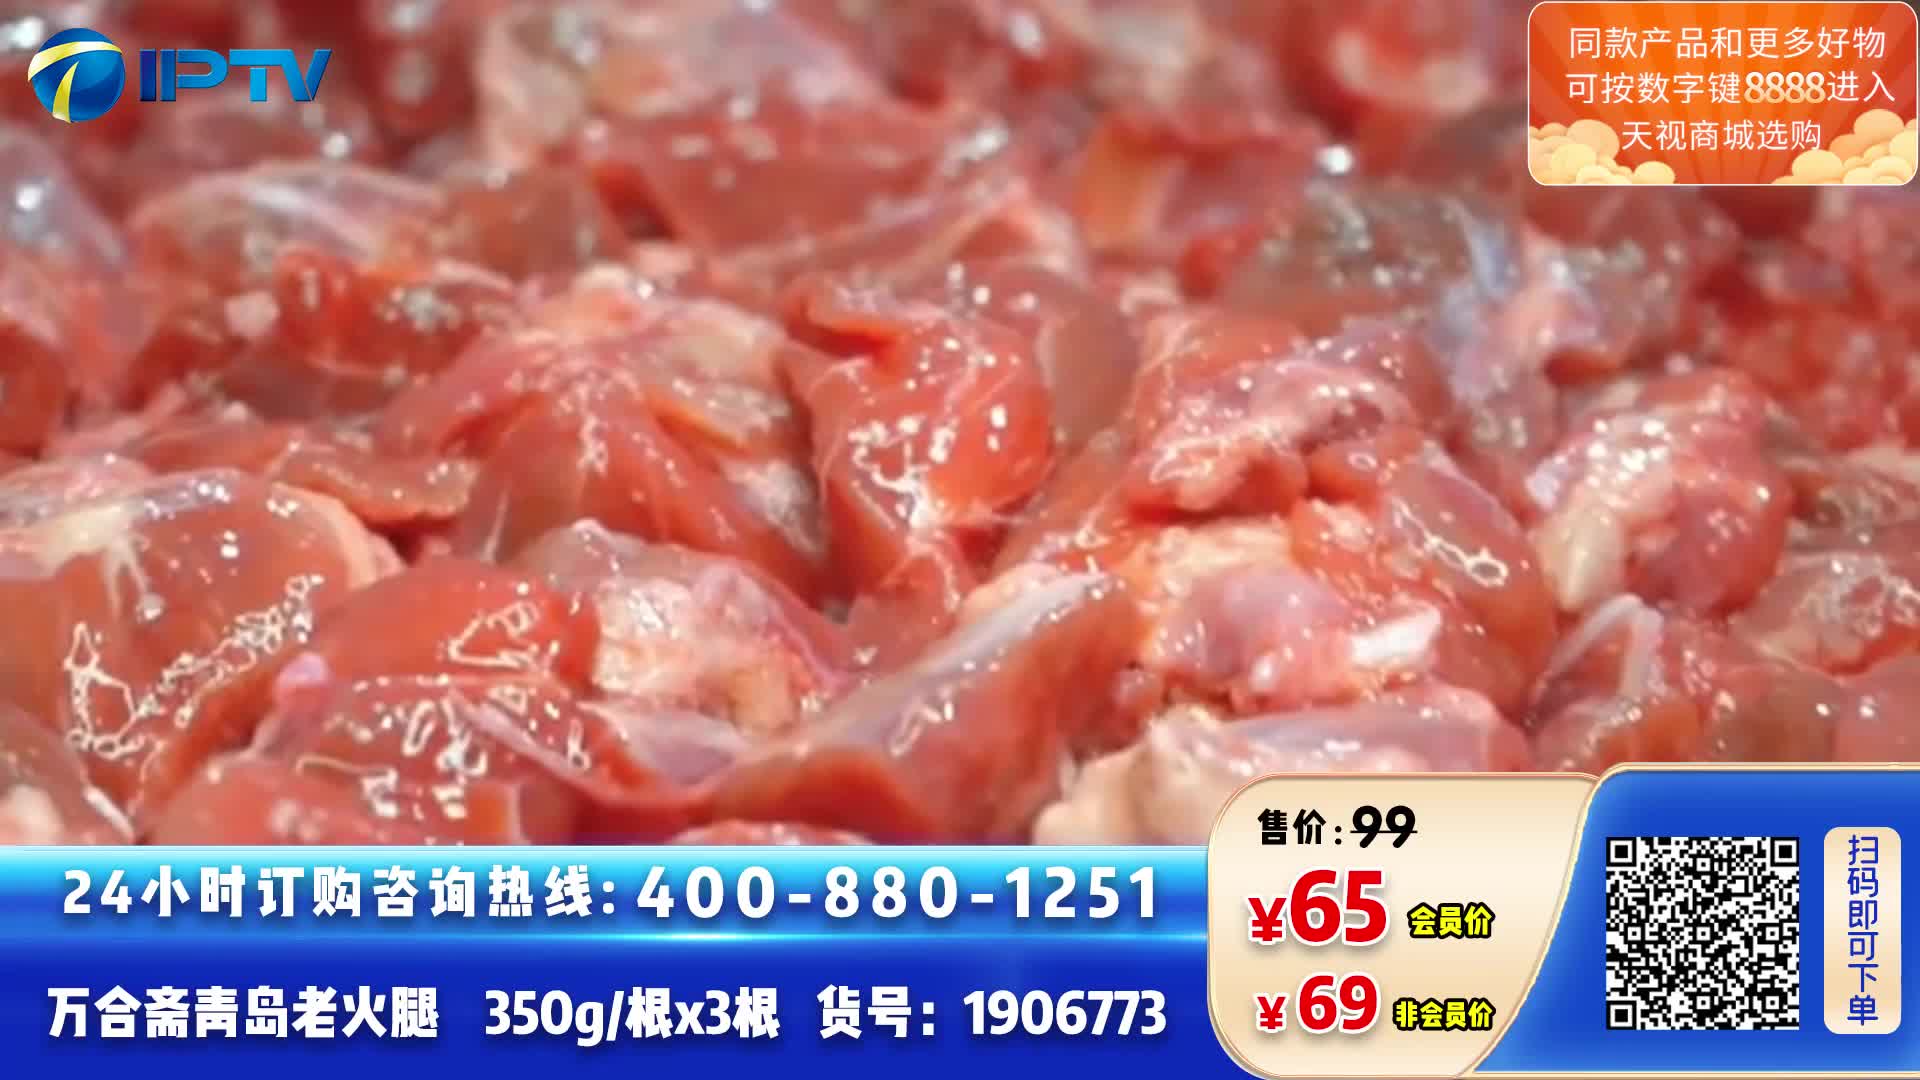 IPTV
同款产品和更多好物
可按数字键8888进入
天视商城选购
24小时订购咨询热线:400-880-1251
万合斋青岛老火腿 350g/根x3根 货号：1906773
售价:99
¥65 会员价
¥69 非会员价
扫码即可下单